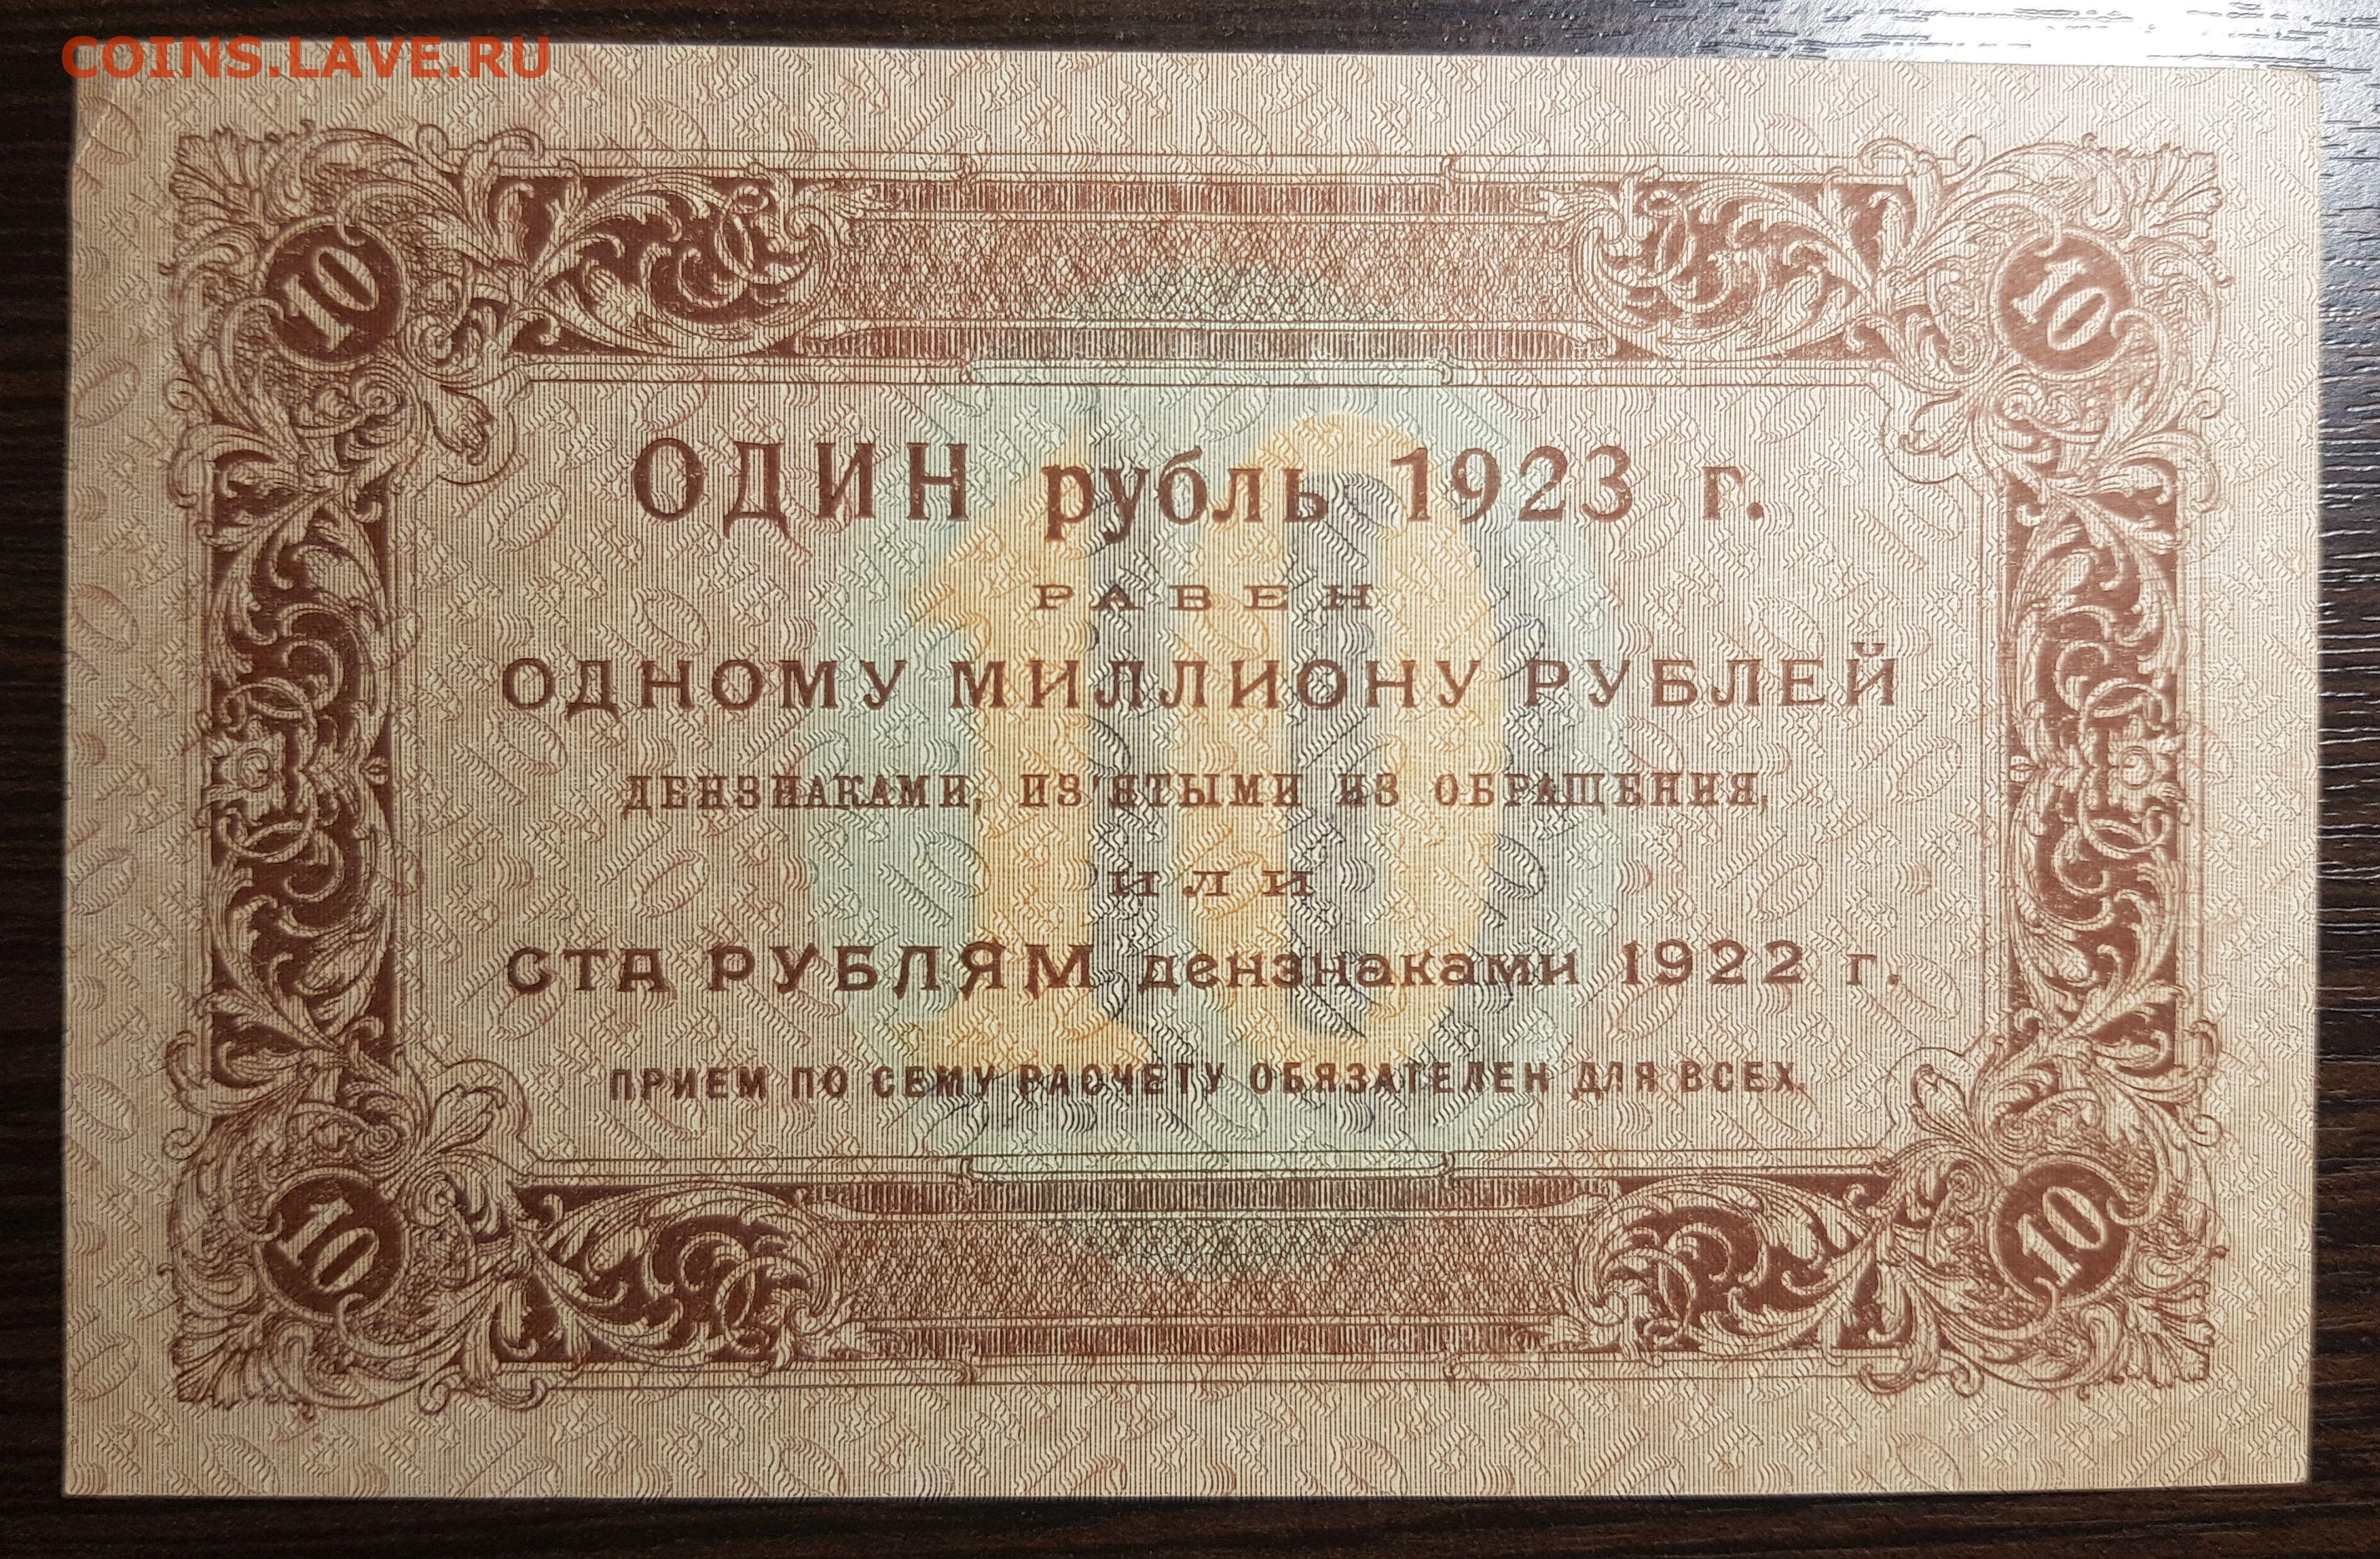 COINS.LAVE.RU
10 10
ОДИН рубль 1923 г.
РАВЕН
ОДНОМУ МИЛЛИОНУ РУБЛЕЙ
ДЕНЗНАКАМИ, ИЗ'ЯТЫМИ ИЗ ОБРАЩЕНИЯ,
ИЛИ
СТА РУБЛЯМ дензнаками 1922 г.
ПРИЕМ ПО СЕМУ РАСЧЕТУ ОБЯЗАТЕЛЕН ДЛЯ ВСЕХ.
10
10 10